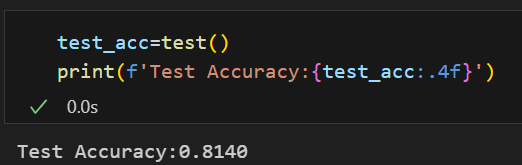 test_acc=test()
print(f'Test Accuracy:{test_acc:.4f}')
0.0s
Test Accuracy:0.8140